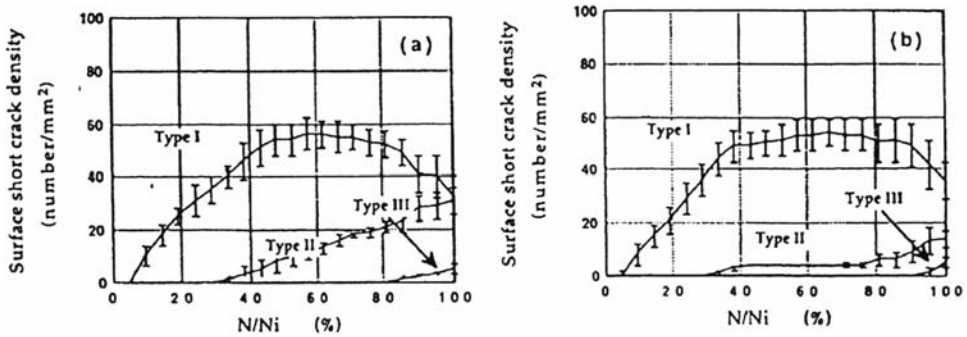 (a)
100
80
60
40
20
0
Type I
Type II
Type III
0 20 40 60 80 100
N/Ni (%)
Surface short crack density
(number/mm²)
(b)
100
80
60
40
20
0
Type I
Type II
Type III
0 20 40 60 80 100
N/Ni (%)
Surface short crack density
(number/mm²)